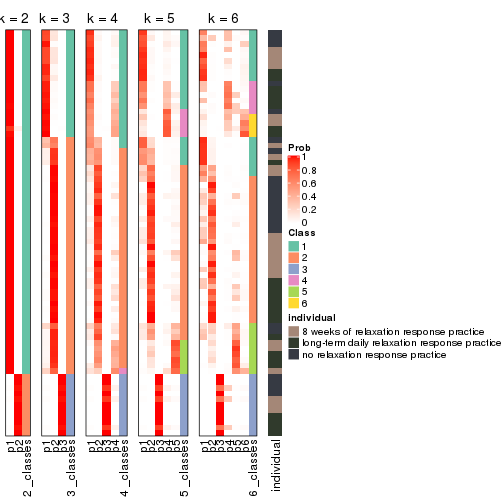 k = 2
k = 3
k = 4
k = 5
k = 6
Prob
1
0.8
0.6
0.4
0.2
0
Class
1
2
3
4
5
6
individual
8 weeks of relaxation response practice
long-term daily relaxation response practice
no relaxation response practice
p1
p2
2_classes
p1
p2
p3
3_classes
p1
p2
p3
p4
4_classes
p1
p2
p3
p4
p5
5_classes
p1
p2
p3
p4
p5
p6
6_classes
individual